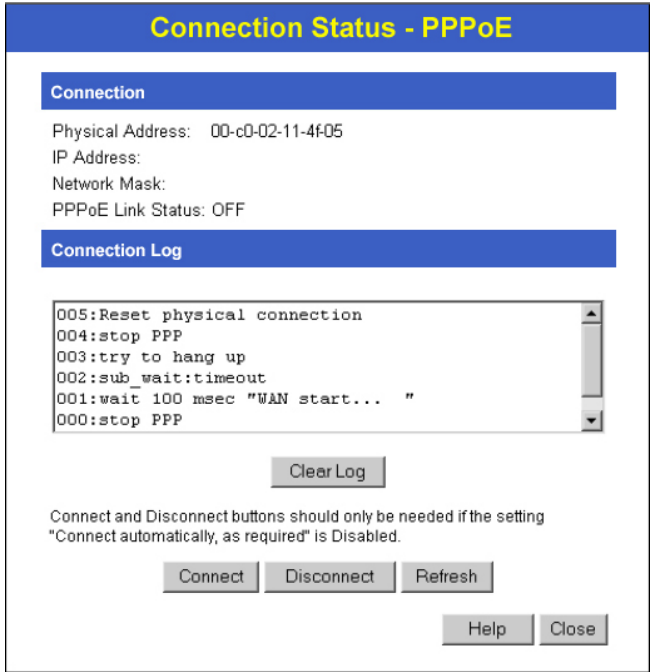 Connection Status - PPPoE
Connection
Physical Address: 00-c0-02-11-4f-05
IP Address:
Network Mask:
PPPoE Link Status: OFF
Connection Log
005:Reset physical connection
004:stop PPP
003:try to hang up
002:sub_wait:timeout
001:wait 100 msec "WAN start... "
000:stop PPP
Clear Log
Connect and Disconnect buttons should only be needed if the setting
"Connect automatically, as required" is Disabled.
Connect Disconnect Refresh
Help Close